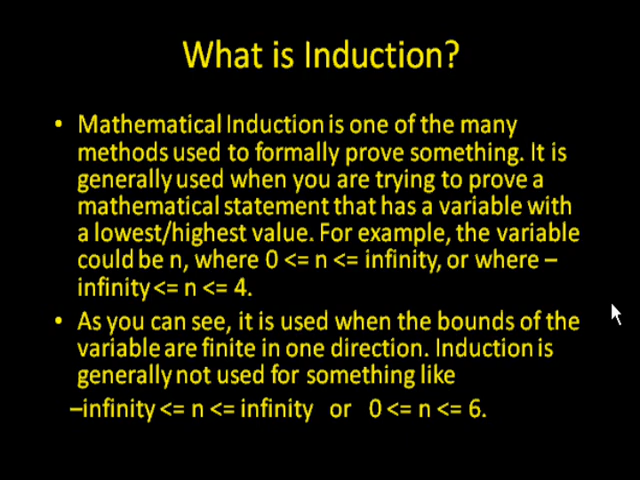 What is Induction?
• Mathematical Induction is one of the many
methods used to formally prove something. It is
generally used when you are trying to prove a
mathematical statement that has a variable with
a lowest/highest value. For example, the variable
could be n, where 0 <= n <= infinity, or where –
infinity <= n <= 4.
• As you can see, it is used when the bounds of the
variable are finite in one direction. Induction is
generally not used for something like
–infinity <= n <= infinity or 0 <= n <= 6.